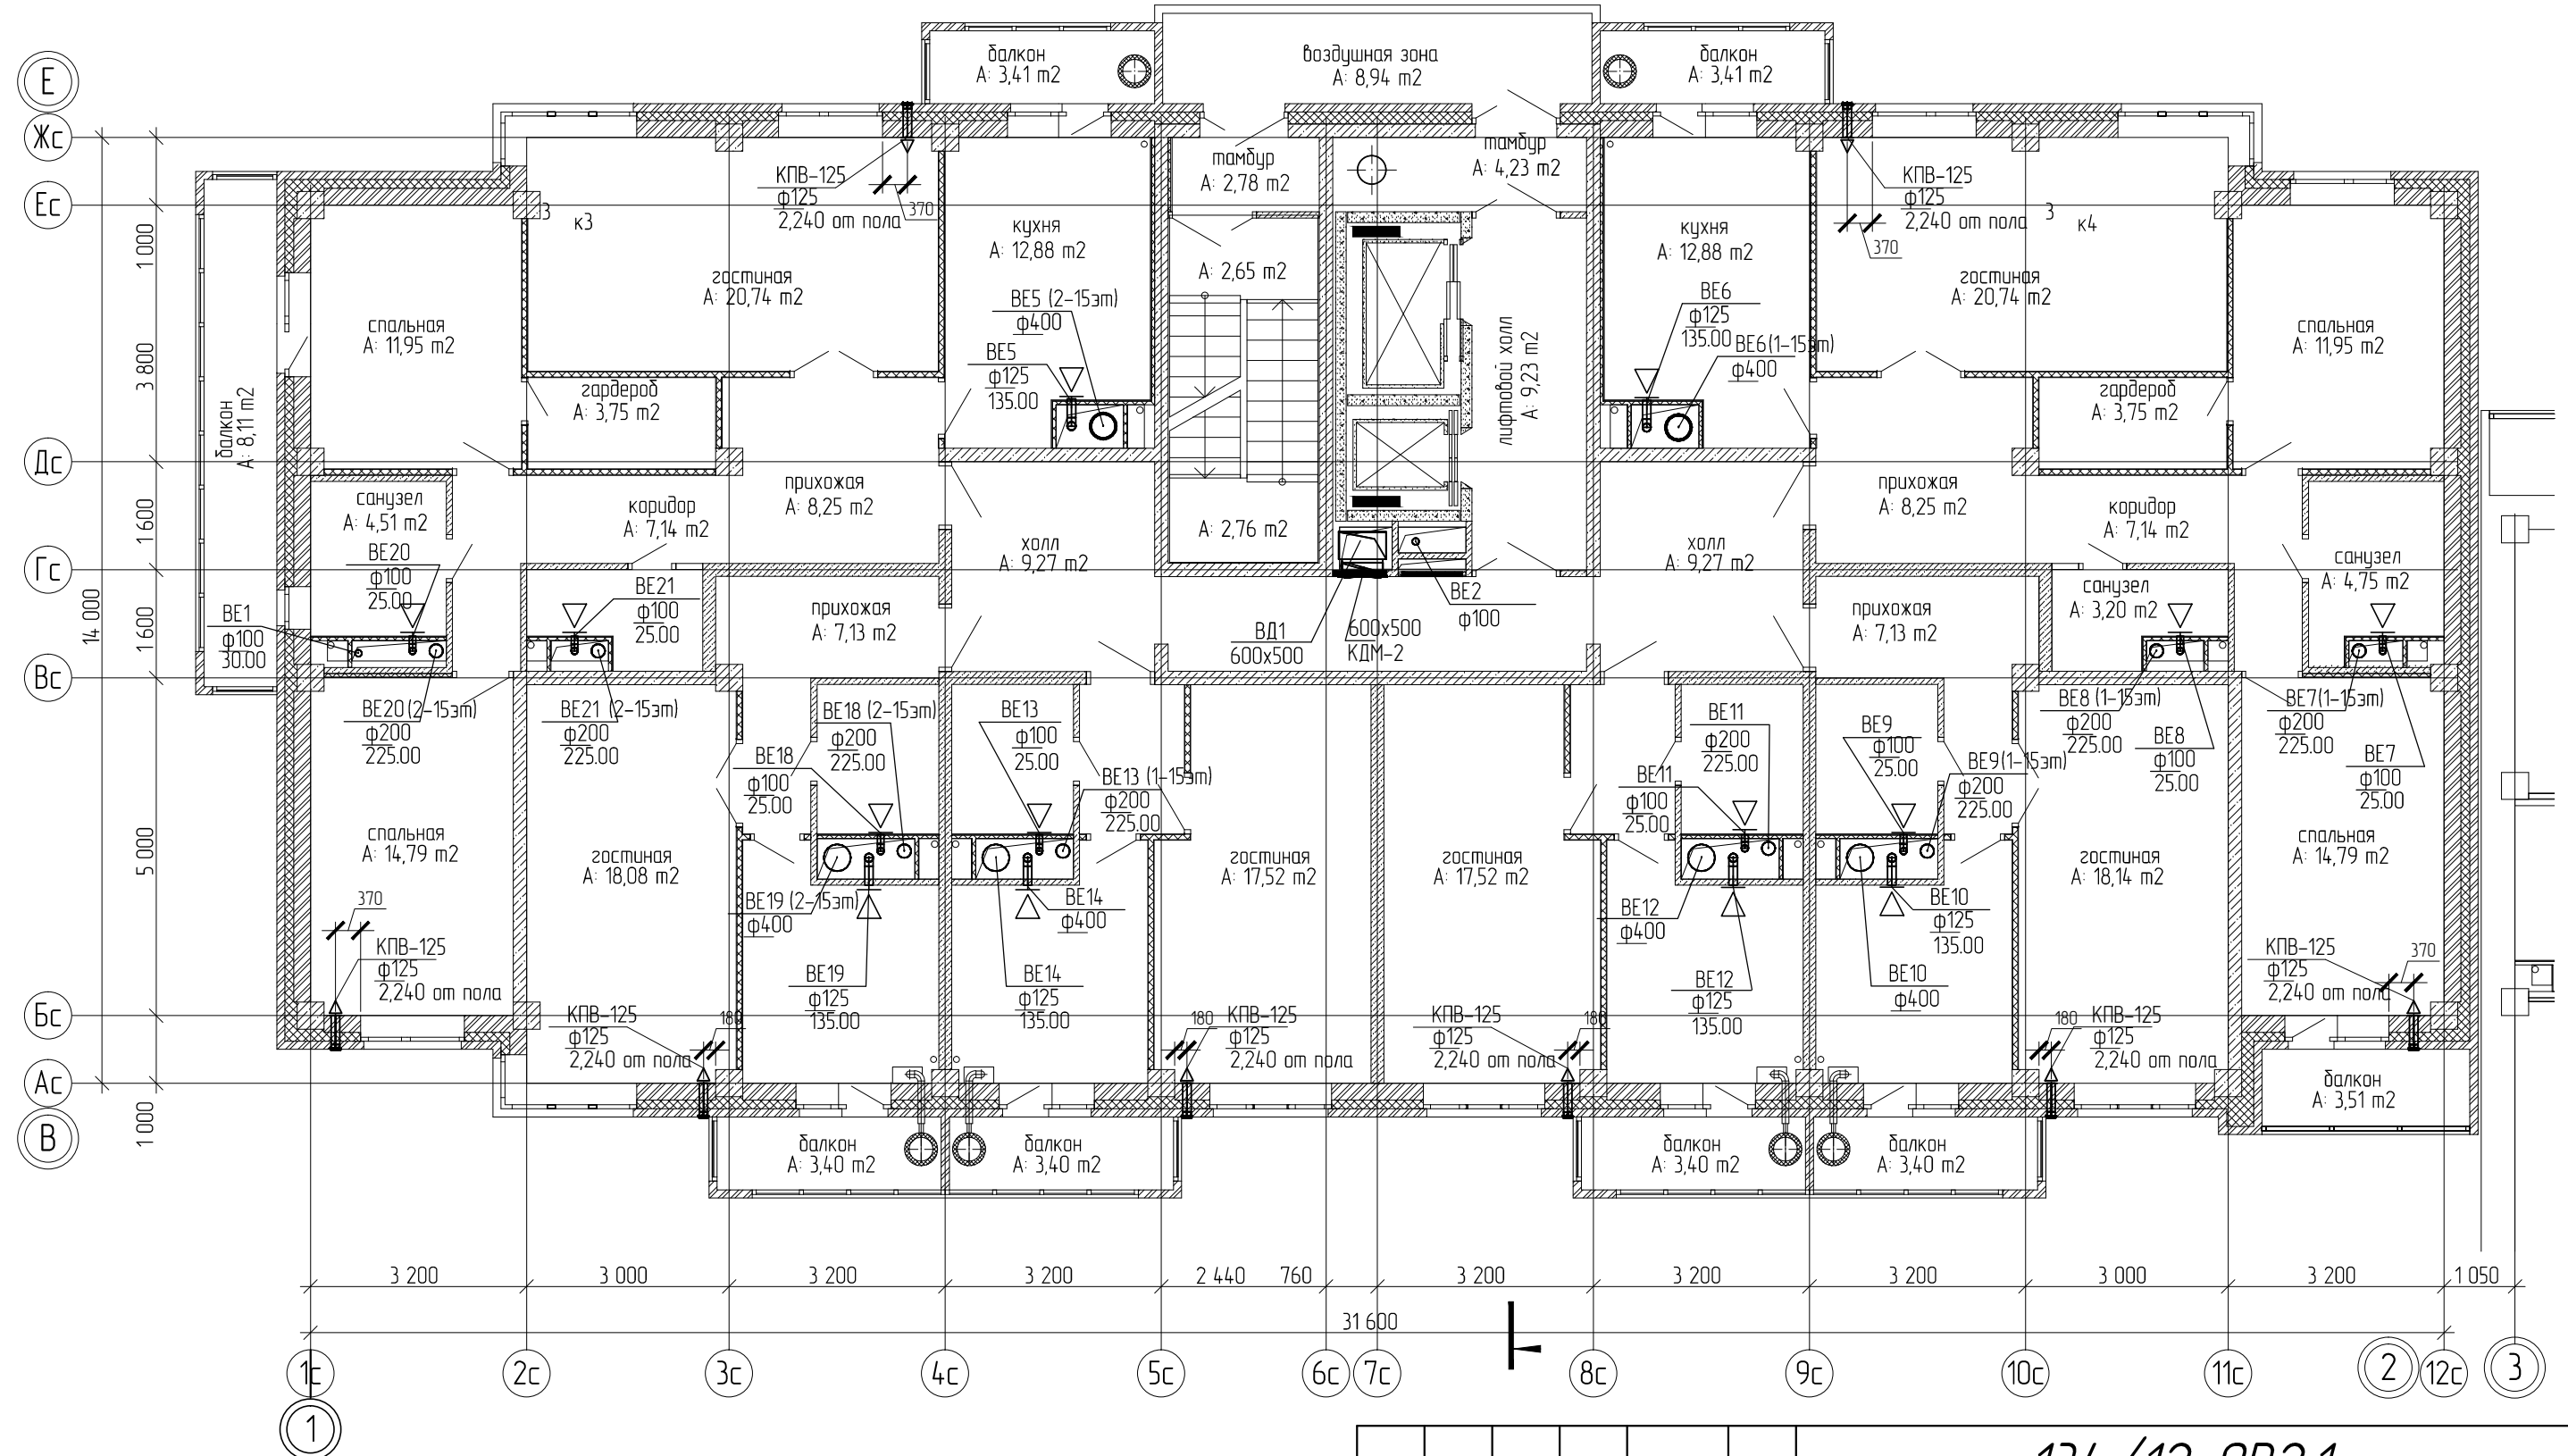 балкон
А: 3,41 m2
воздушная зона
А: 8,94 m2
балкон
А: 3,41 m2
Е
Жс
Ес
Дс
Гс
Вс
Бс
Ас
В
1 000
3 800
1 600
1 600
5 000
1 000
14 000
КПВ-125
ф125
2,240 от пола
370
тамбур
А: 2,78 m2
тамбур
А: 4,23 m2
КПВ-125
ф125
2,240 от пола
370
3
к3
3
к4
кухня
А: 12,88 m2
гостиная
А: 20,74 m2
А: 2,65 m2
кухня
А: 12,88 m2
гостиная
А: 20,74 m2
ВЕ5 (2-15эт)
ф400
ВЕ5
ф125
135.00
ВЕ6
ф125
135.00
ВЕ6(1-15эт)
ф400
спальная
А: 11,95 m2
спальная
А: 11,95 m2
лифтовой холл
А: 9,23 m2
балкан
А: 8,11 m2
гардероб
А: 3,75 m2
гардероб
А: 3,75 m2
санузел
А: 4,51 m2
коридор
А: 7,14 m2
прихожая
А: 8,25 m2
А: 2,76 m2
прихожая
А: 8,25 m2
коридор
А: 7,14 m2
холл
А: 9,27 m2
холл
А: 9,27 m2
санузел
А: 4,75 m2
санузел
А: 3,20 m2
ВЕ20
ф100
25.00
ВЕ21
ф100
25.00
ВЕ1
ф100
30.00
прихожая
А: 7,13 m2
ВД1
600х500
600х500
КДМ-2
ВЕ2
ф100
прихожая
А: 7,13 m2
ВЕ20 (2-15эт)
ф200
225.00
ВЕ21 (2-15эт)
ф200
225.00
ВЕ18 (2-15эт)
ф200
225.00
ВЕ13
ф100
25.00
ВЕ18
ф100
25.00
ВЕ13 (1-15эт)
ф200
225.00
ВЕ11
ф200
225.00
ВЕ11
ф100
25.00
ВЕ9
ф100
25.00
ВЕ9(1-15эт)
ф200
225.00
ВЕ8 (1-15эт)
ф200
225.00
ВЕ8
ф100
25.00
ВЕ7(1-15эт)
ф200
225.00
ВЕ7
ф100
25.00
спальная
А: 14,79 m2
гостиная
А: 18,08 m2
гостиная
А: 17,52 m2
гостиная
А: 17,52 m2
гостиная
А: 18,14 m2
спальная
А: 14,79 m2
ВЕ19 (2-15эт)
ф400
ВЕ14
ф400
ВЕ12
ф400
ВЕ10
ф125
135.00
ВЕ19
ф125
135.00
ВЕ14
ф125
135.00
ВЕ12
ф125
135.00
ВЕ10
ф400
370
КПВ-125
ф125
2,240 от пола
КПВ-125
ф125
2,240 от пола
180
180
КПВ-125
ф125
2,240 от пола
КПВ-125
ф125
2,240 от пола
180
180
КПВ-125
ф125
2,240 от пола
КПВ-125
ф125
2,240 от пола
370
балкон
А: 3,40 m2
балкон
А: 3,40 m2
балкон
А: 3,40 m2
балкон
А: 3,40 m2
балкон
А: 3,51 m2
3 200
3 000
3 200
3 200
2 440
760
3 200
3 200
3 200
3 000
3 200
1 050
31 600
1с
2с
3с
4с
5с
6с
7с
8с
9с
10с
11с
2
12с
3
1